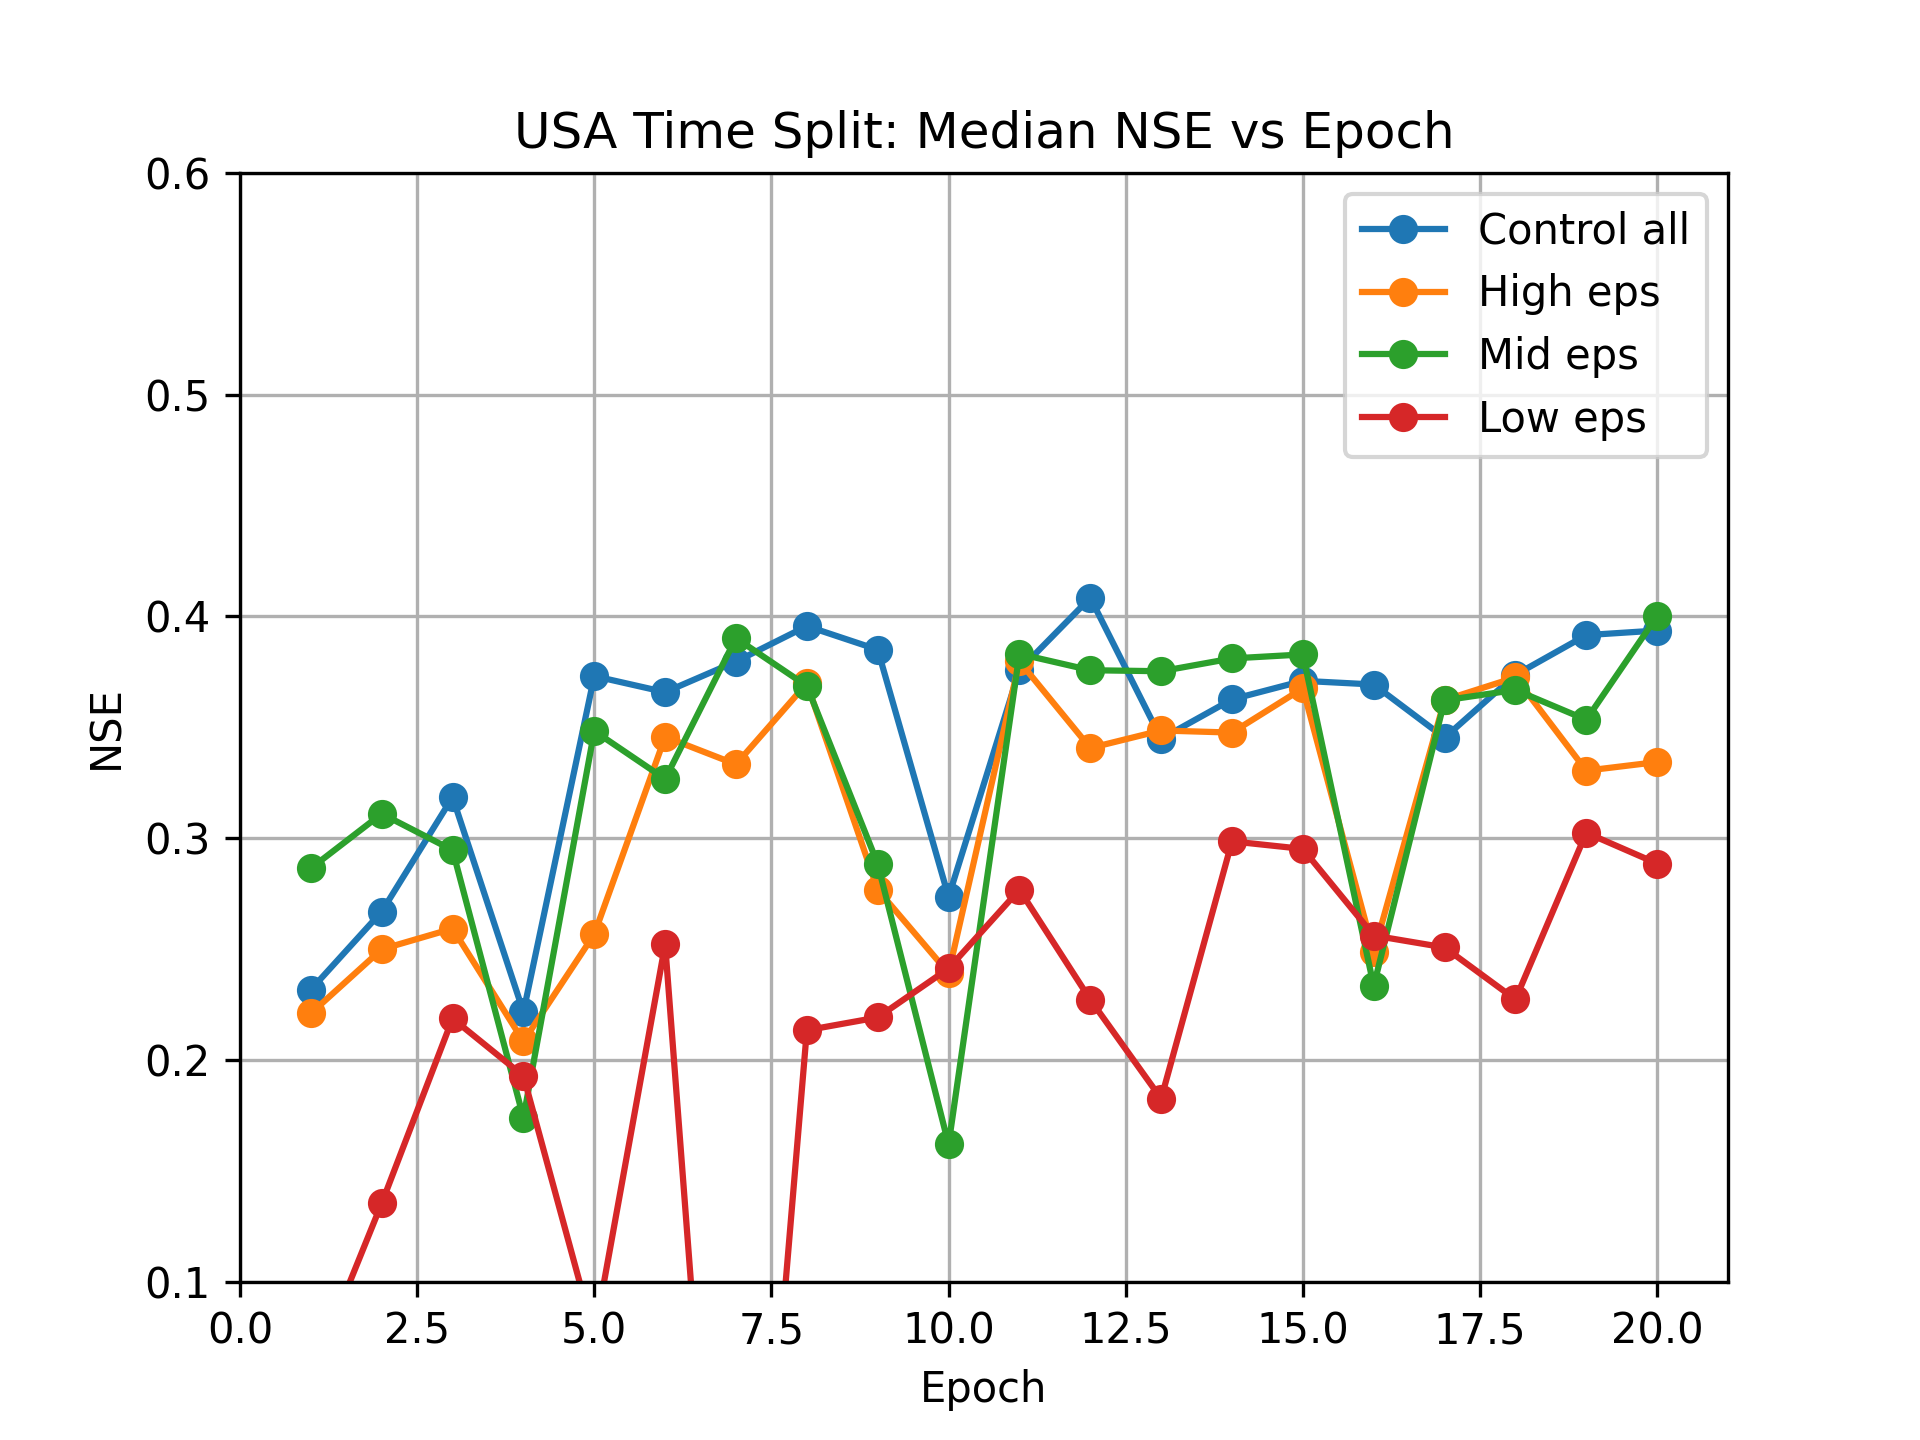 USA Time Split: Median NSE vs Epoch
0.6
0.5
0.4
0.3
0.2
0.1
NSE
Control all
High eps
Mid eps
Low eps
0.0 2.5 5.0 7.5 10.0 12.5 15.0 17.5 20.0
Epoch